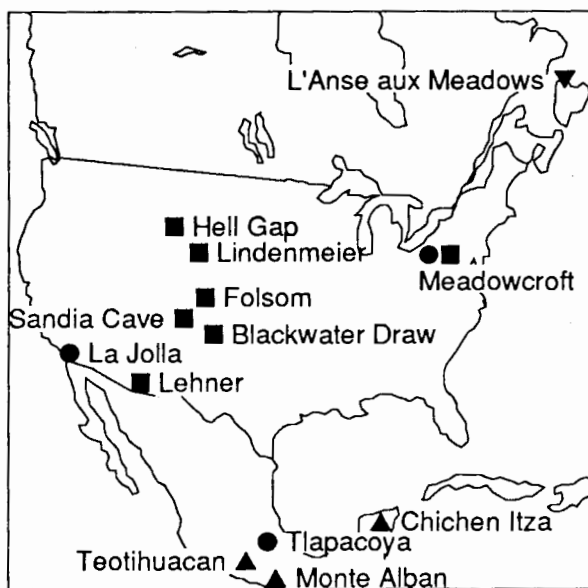 L'Anse aux Meadows
Hell Gap
Lindenmeier
Meadowcroft
Folsom
Sandia Cave
Blackwater Draw
La Jolla
Lehner
Chichen Itza
Tlapacoya
Teotihuacan
Monte Alban